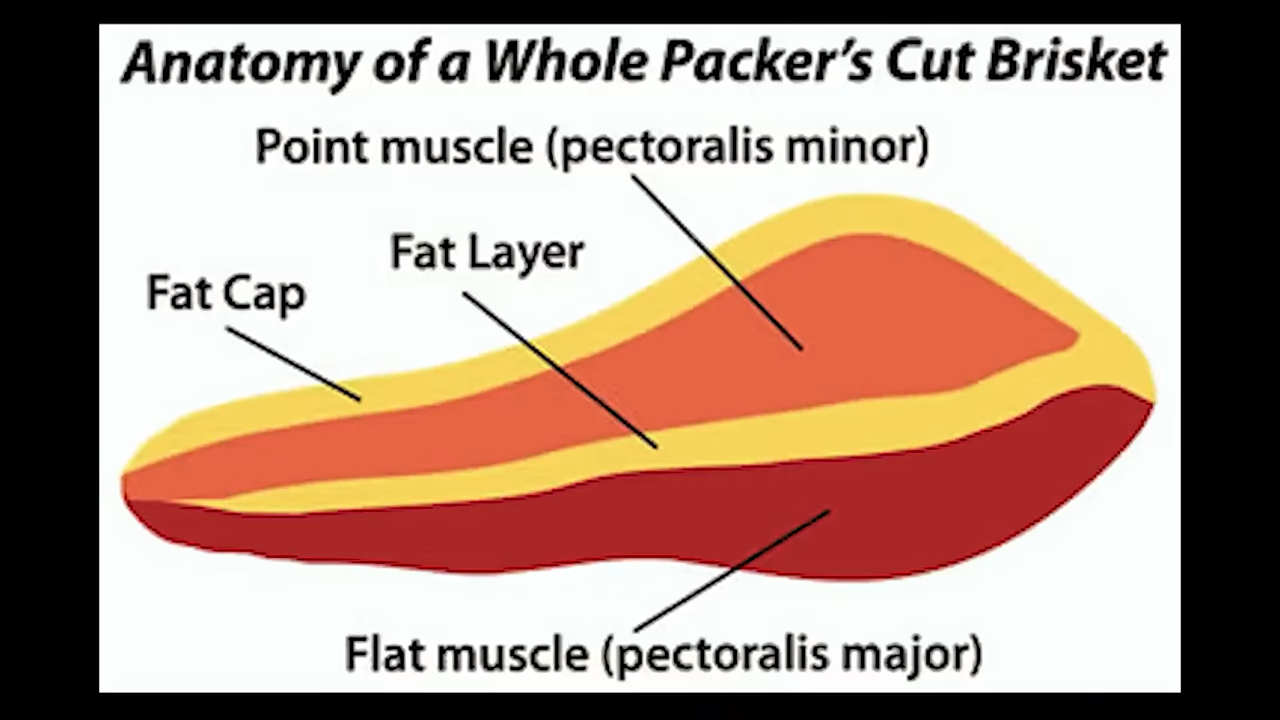 Anatomy of a Whole Packer's Cut Brisket
Point muscle (pectoralis minor)
Fat Layer
Fat Cap
Flat muscle (pectoralis major)